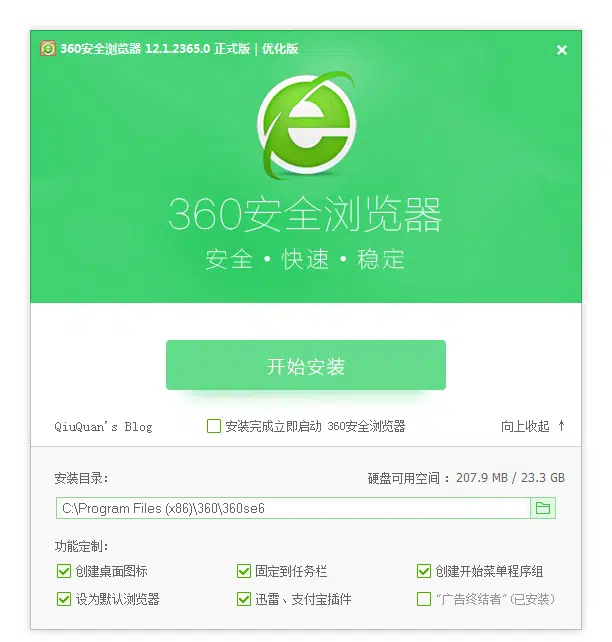 360安全浏览器 12.1.2365.0 正式版 | 优化版
360安全浏览器
安全•快速•稳定
开始安装
QiuQuan's Blog 安装完成立即启动 360安全浏览器 向上收起 ↑
安装目录: 硬盘可用空间: 207.9 MB / 23.3 GB
C:\Program Files (x86)\360\360se6
功能定制:
创建桌面图标 固定到任务栏 创建开始菜单程序组
设为默认浏览器 迅雷、支付宝插件 "广告终结者"(已安装)